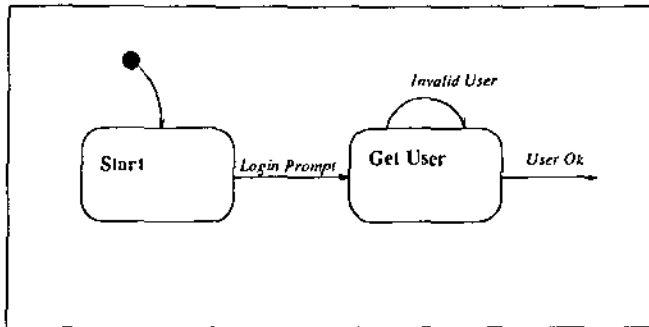 Invalid User
Start
Login Prompt
Get User
User Ok